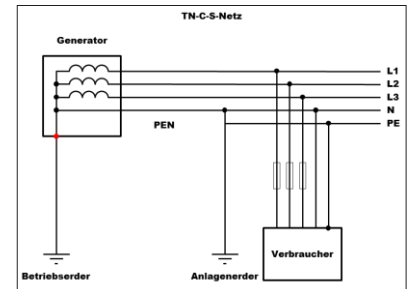 TN-C-S-Netz
Generator
L1
L2
L3
N
PEN
PE
Verbraucher
Betriebserder
Anlagenerder